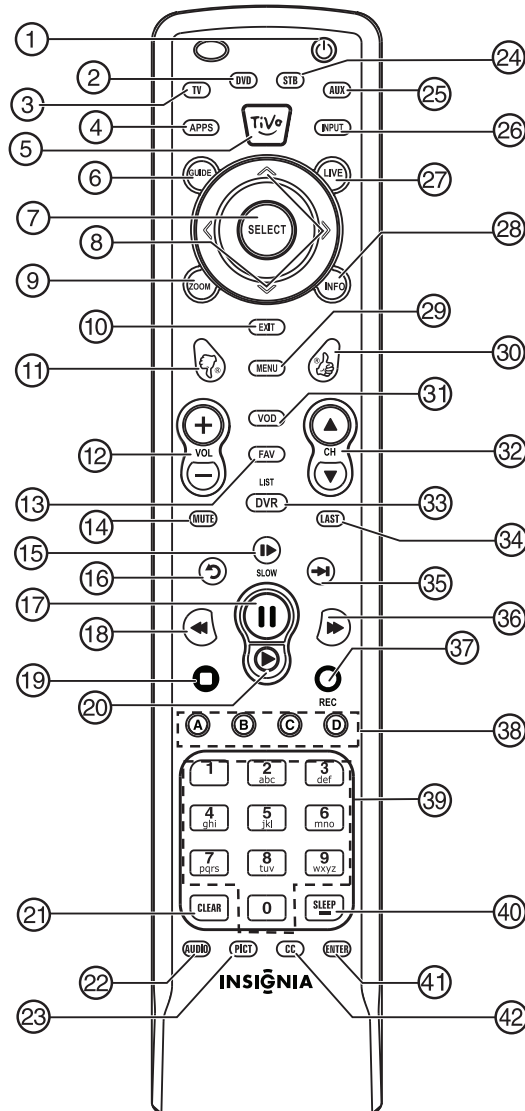 1
2 DVD STB 24
3 TV AUX 25
4 APPS TiVo INPUT 26
5
6 GUIDE LIVE 27
7 SELECT
8 28
9 ZOOM INFO
10 EXIT 29
11 ® MENU ® 30
VOD 31
12 + VOL − CH 32
13 FAV
LIST
14 MUTE DVR 33
LAST 34
15
16 SLOW 35
17
18 36
19 37
20 REC
A B C D 38
1 2 abc 3 def 39
4 ghi 5 jkl 6 mno
7 pqrs 8 tuv 9 wxyz
21 CLEAR 0 SLEEP 40
22 AUDIO PICT CC ENTER 41
23 INSIGNIA 42